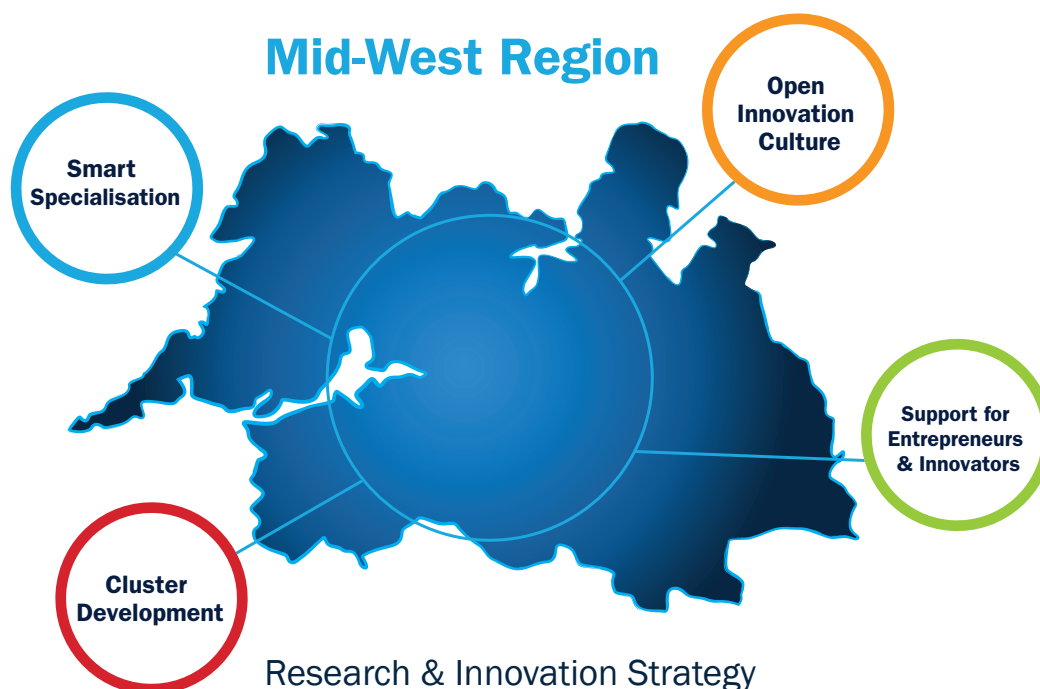 Mid-West Region
Open
Innovation
Culture
Smart
Specialisation
Support for
Entrepreneurs
& Innovators
Cluster
Development
Research & Innovation Strategy